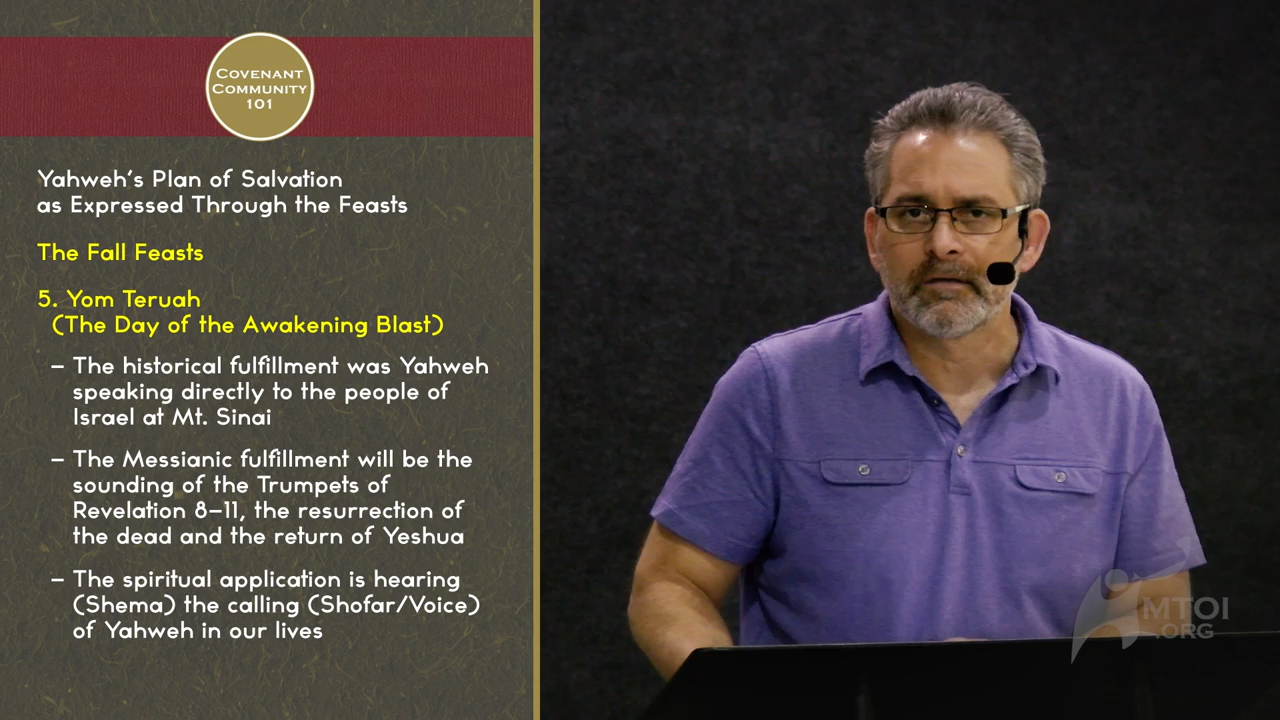 COVENANT
COMMUNITY
101
Yahweh's Plan of Salvation
as Expressed Through the Feasts
The Fall Feasts
5. Yom Teruah
(The Day of the Awakening Blast)
– The historical fulfillment was Yahweh
speaking directly to the people of
Israel at Mt. Sinai
– The Messianic fulfillment will be the
sounding of the Trumpets of
Revelation 8–11, the resurrection of
the dead and the return of Yeshua
– The spiritual application is hearing
(Shema) the calling (Shofar/Voice)
of Yahweh in our lives
MTOI
.ORG